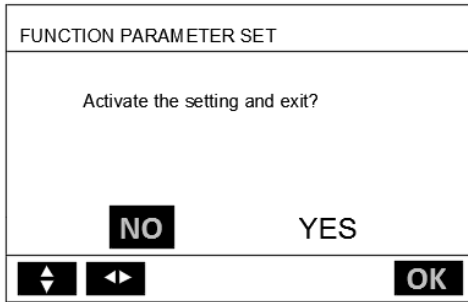 FUNCTION PARAMETER SET
Activate the setting and exit?
NO YES
OK